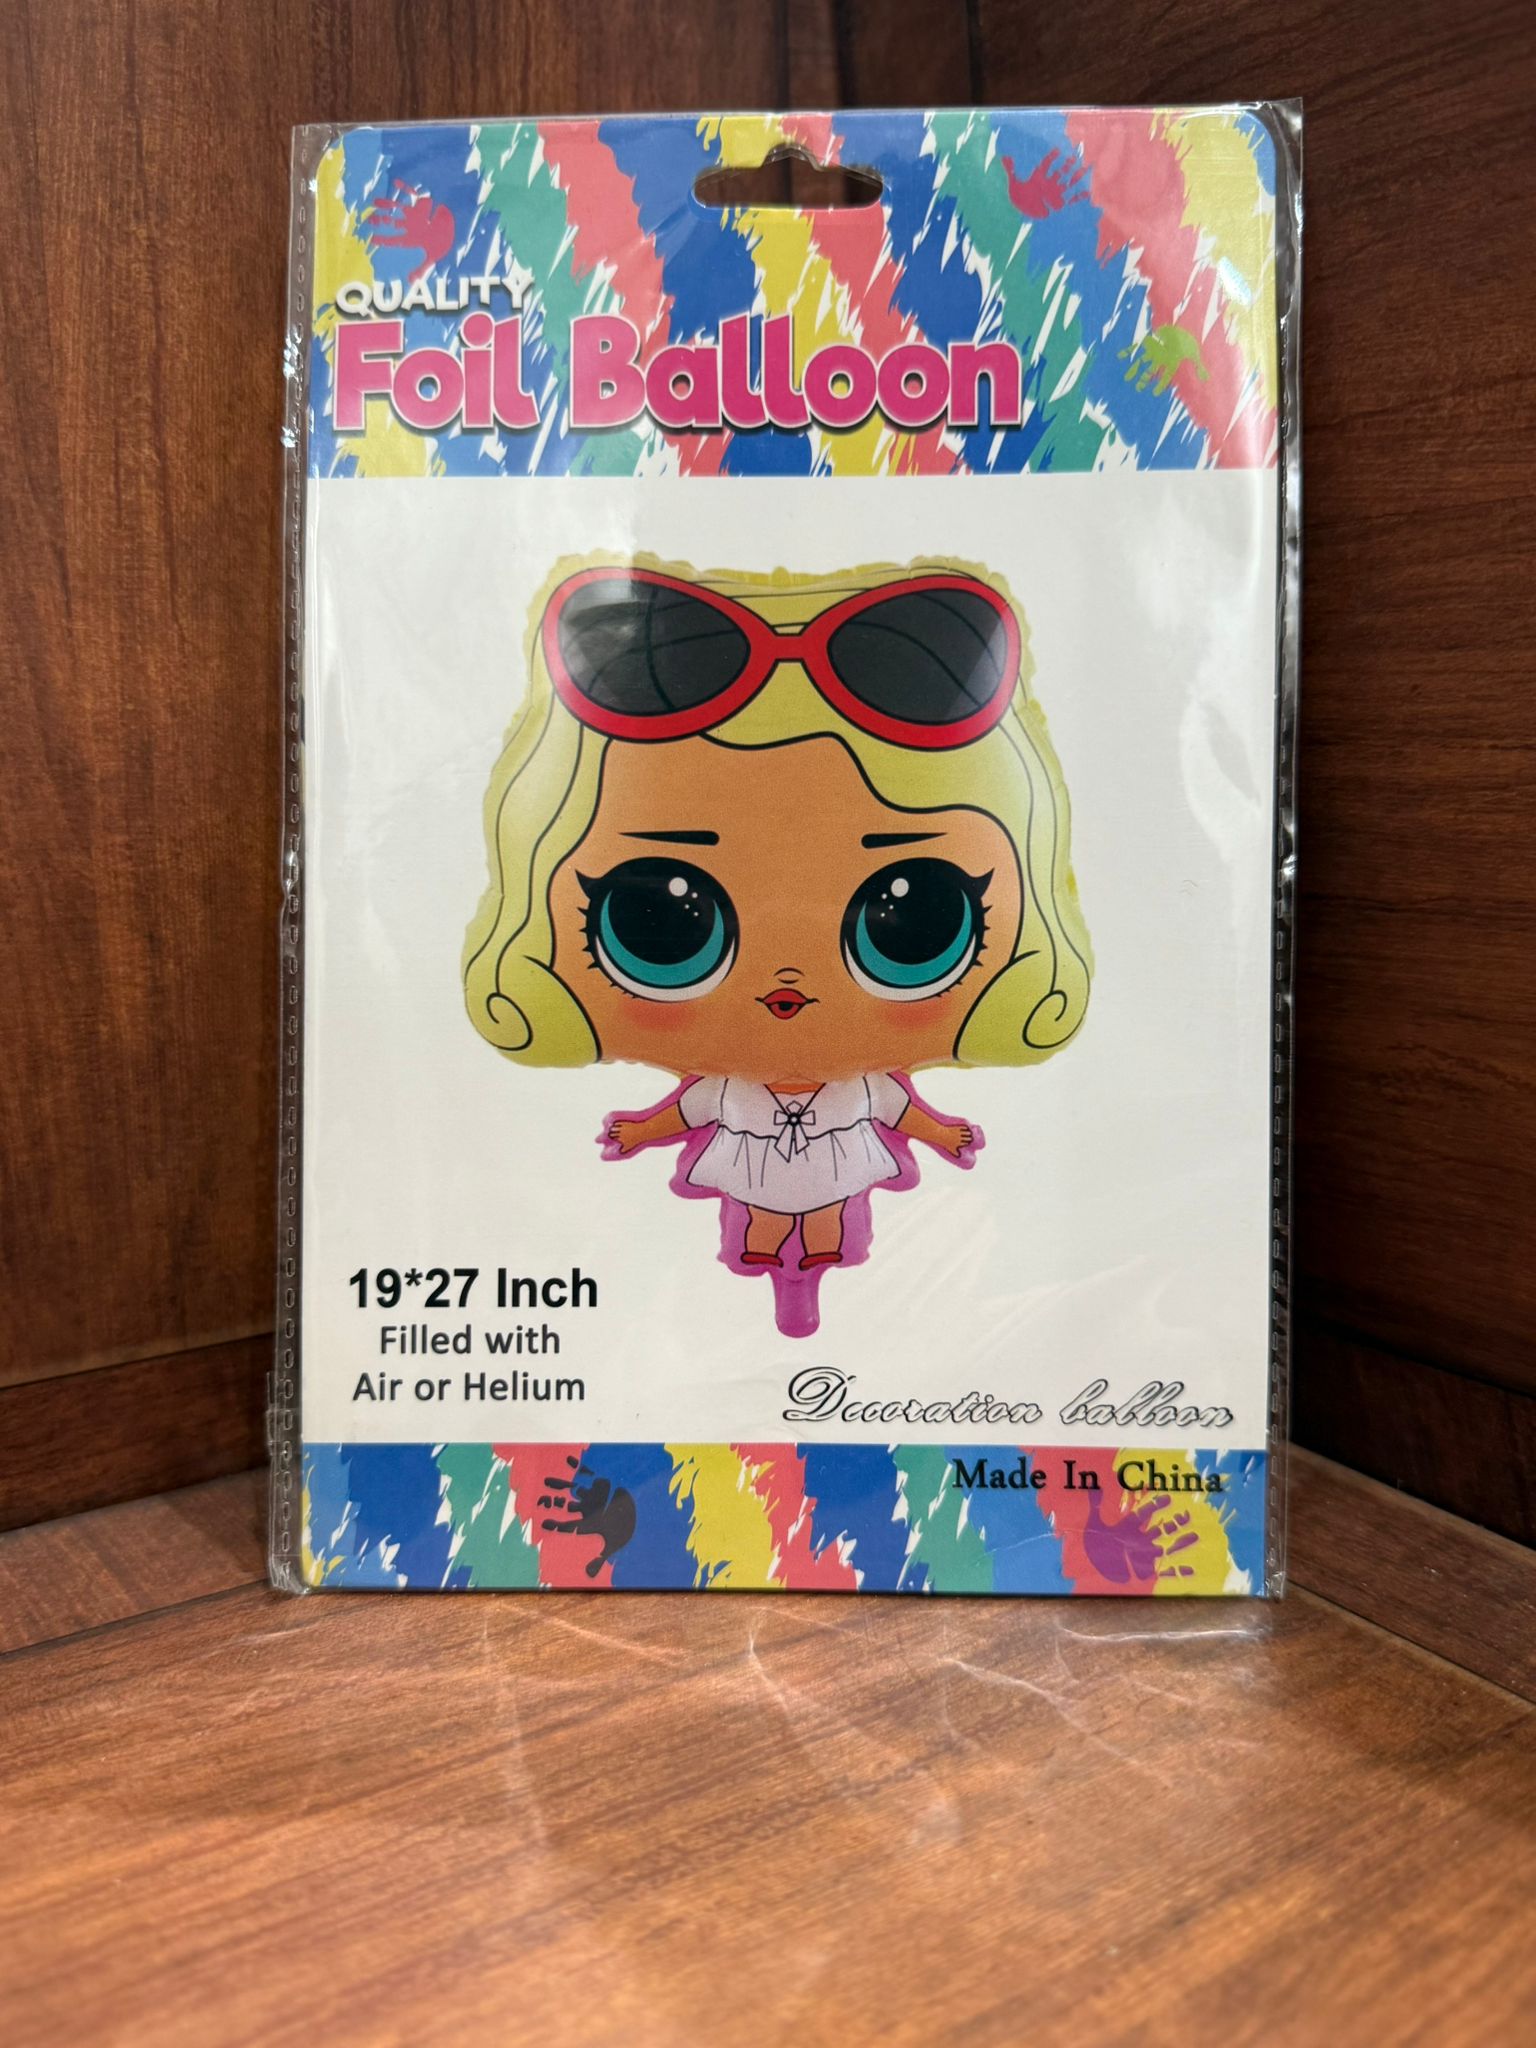 QUALITY
Foil Balloon
19*27 Inch
Filled with
Air or Helium
Decoration balloon
Made In China